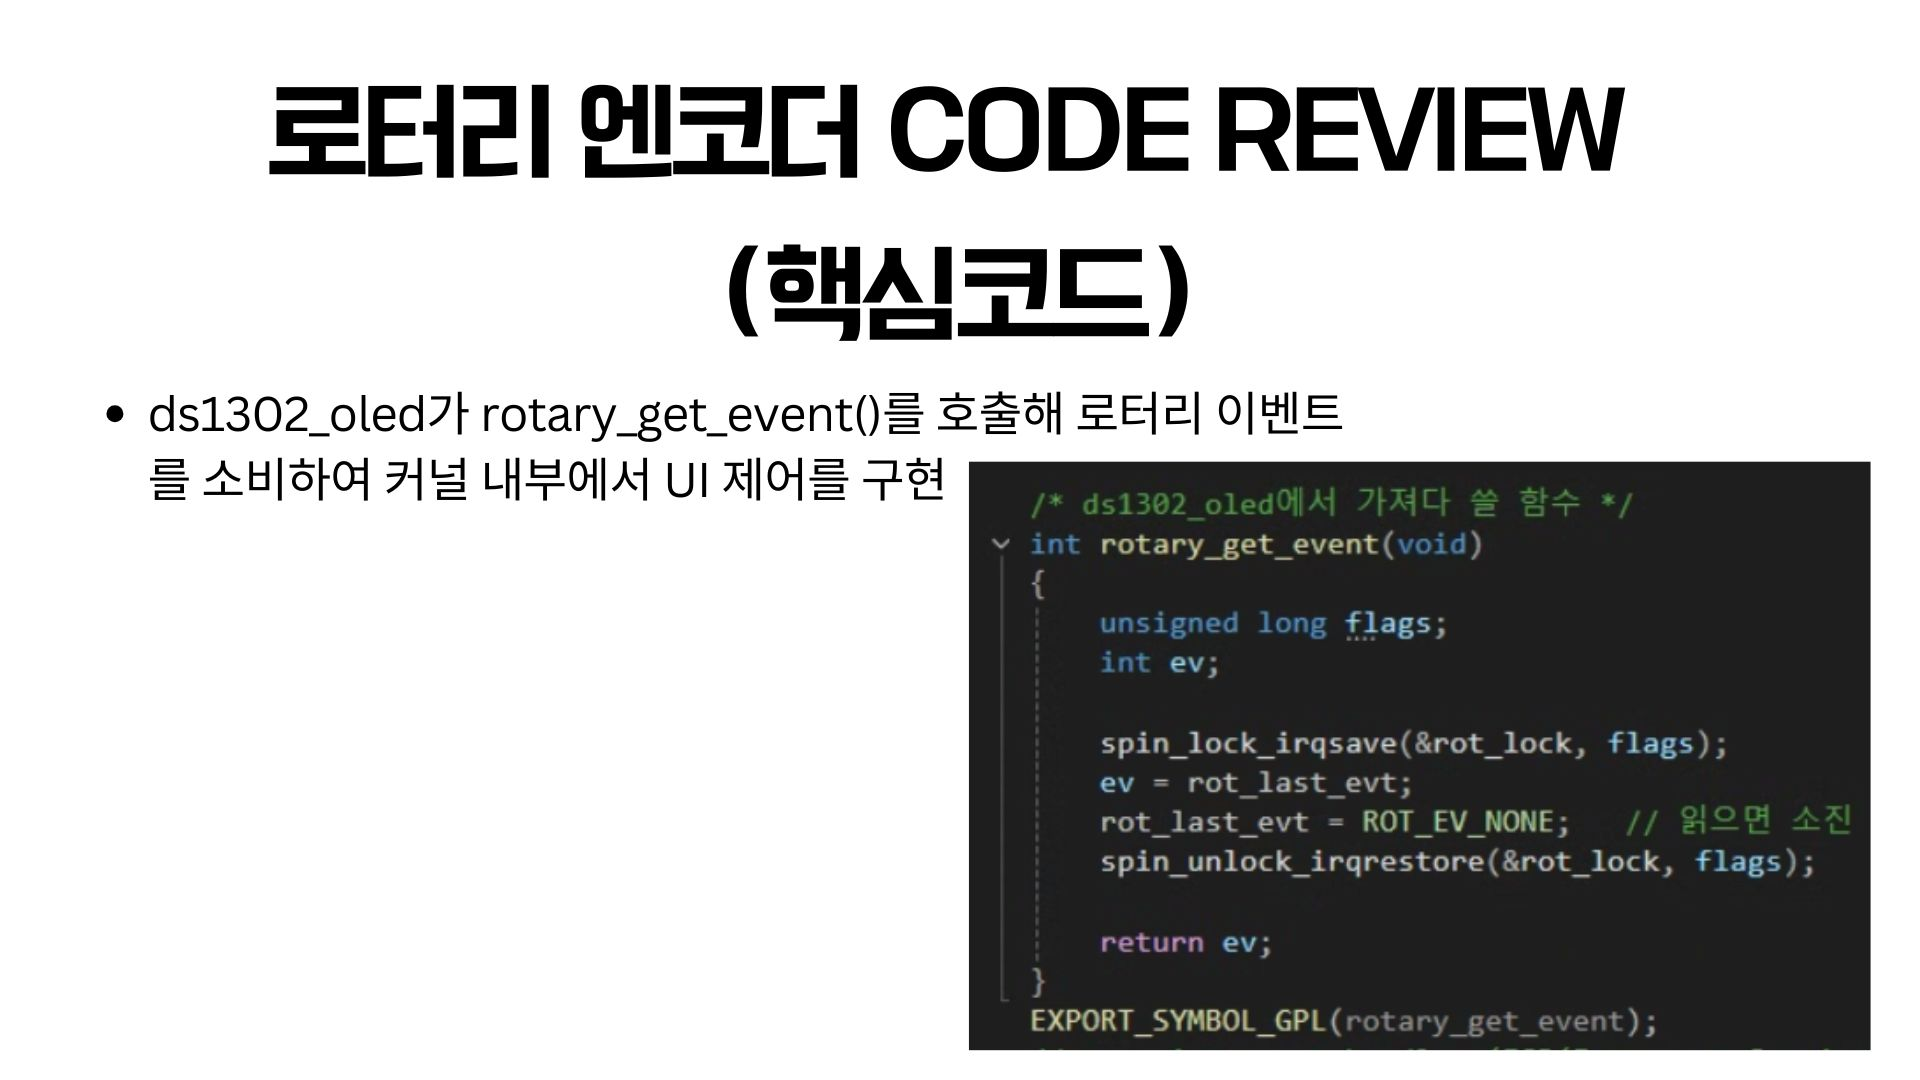 로터리 엔코더 CODE REVIEW
(핵심코드)
• ds1302_oled가 rotary_get_event()를 호출해 로터리 이벤트
를 소비하여 커널 내부에서 UI 제어를 구현
/* ds1302_oled에서 가져다 쓸 함수 */
int rotary_get_event(void)
{
unsigned long flags;
int ev;
spin_lock_irqsave(&rot_lock, flags);
ev = rot_last_evt;
rot_last_evt = ROT_EV_NONE;   // 읽으면 소진
spin_unlock_irqrestore(&rot_lock, flags);
return ev;
}
EXPORT_SYMBOL_GPL(rotary_get_event);